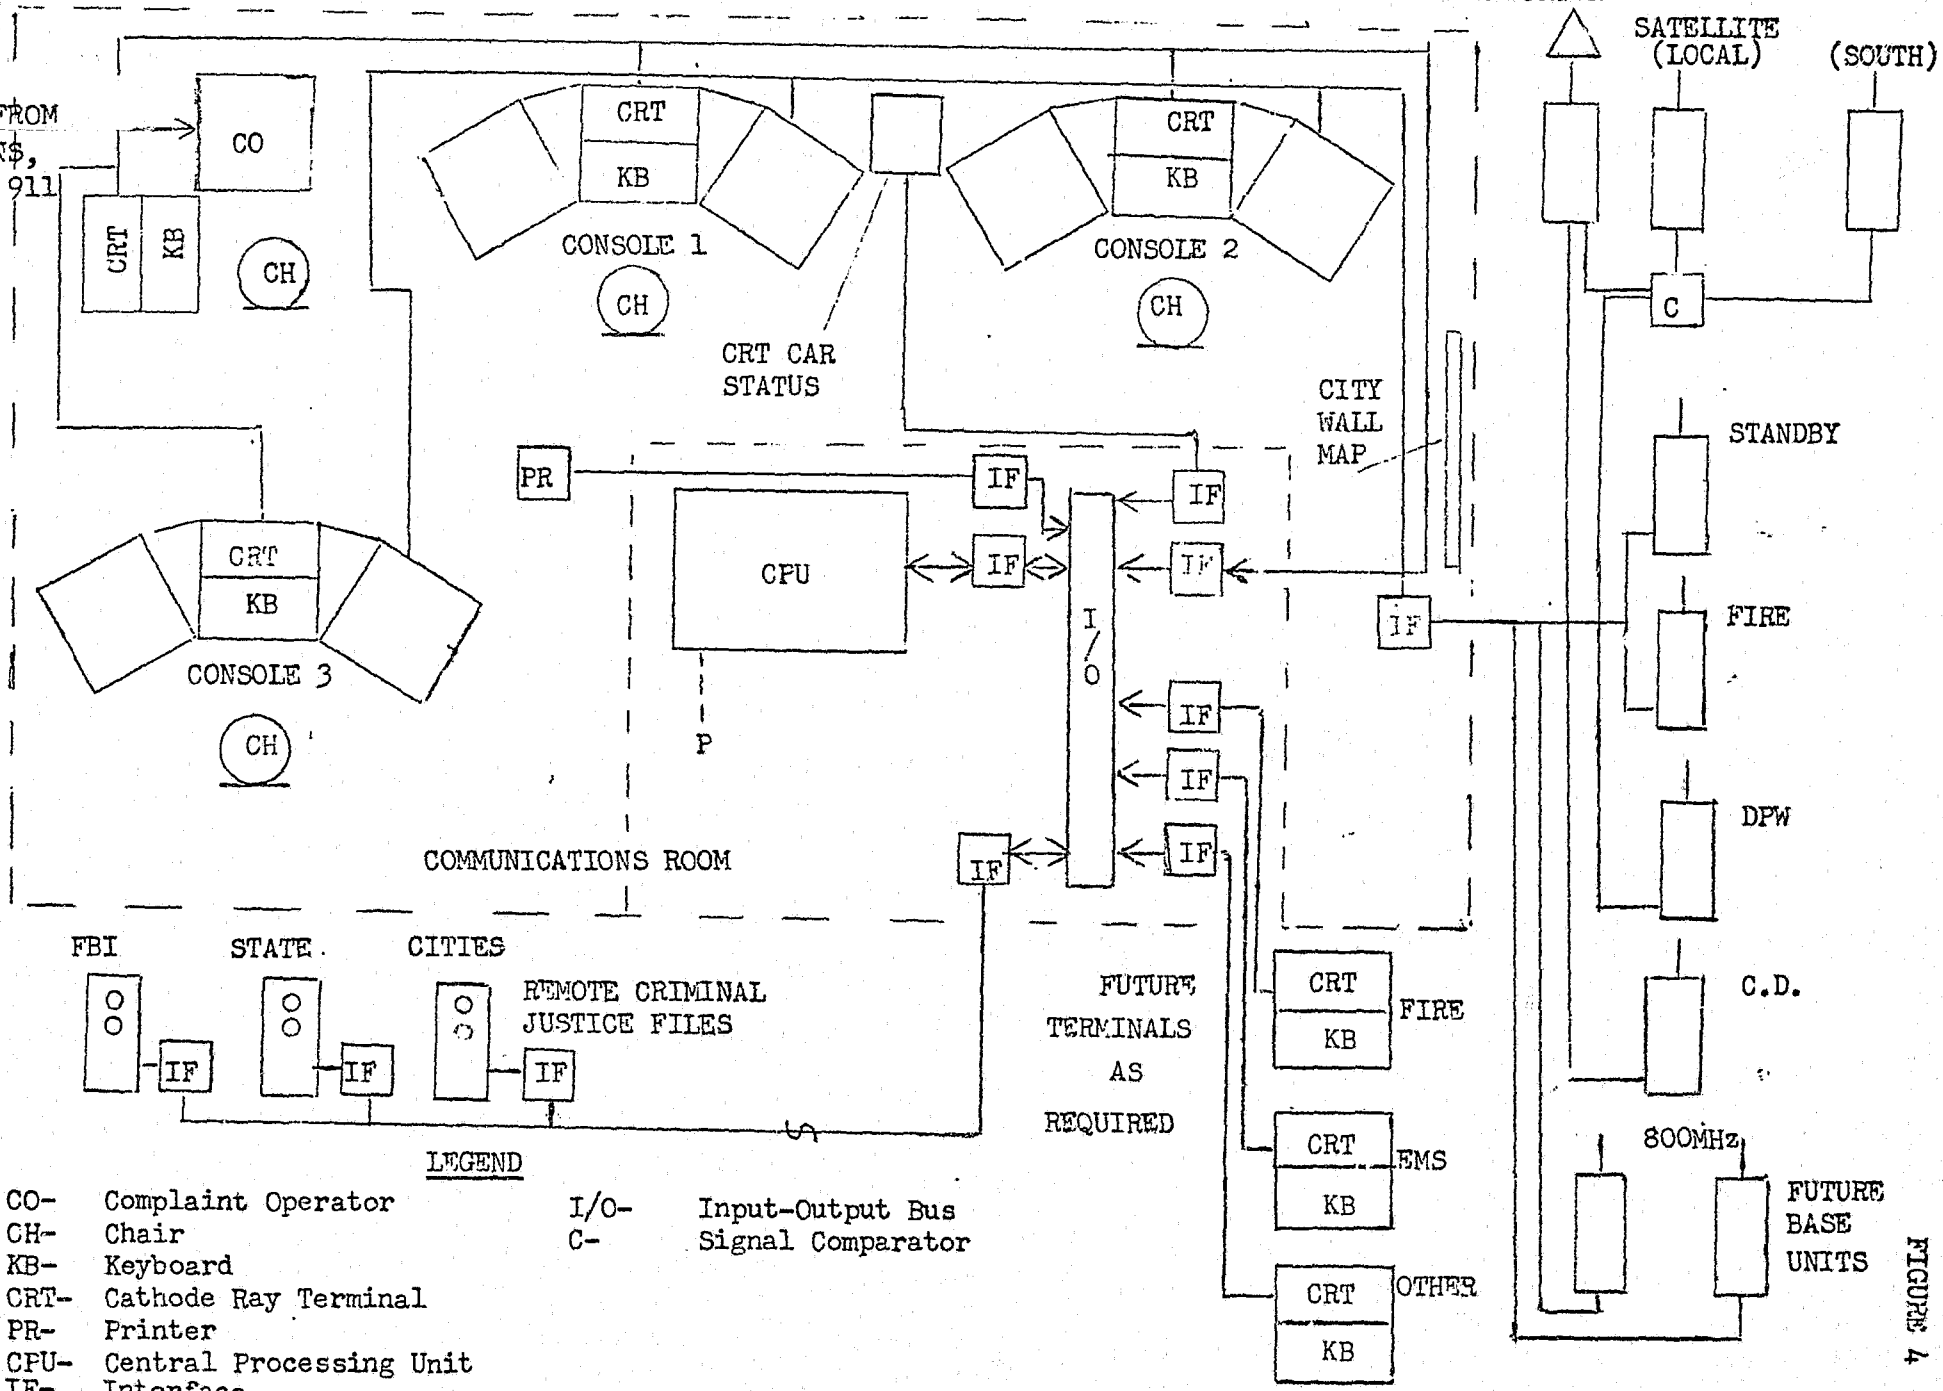 SATELLITE
(LOCAL)
(SOUTH)
FROM
911
CO
CRT
KB
CH
CRT
KB
CONSOLE 1
CH
CRT
KB
CONSOLE 2
CH
C
CRT CAR
STATUS
CITY
WALL
MAP
STANDBY
PR
IF
IF
CPU
IF
IF
I/O
IF
FIRE
CRT
KB
CONSOLE 3
CH
P
IF
IF
IF
IF
DPW
COMMUNICATIONS ROOM
FBI
STATE.
CITIES
REMOTE CRIMINAL
JUSTICE FILES
IF
IF
IF
FUTURE
TERMINALS
AS
REQUIRED
CRT
KB
FIRE
C.D.
CRT
KB
EMS
800MHz
CRT
KB
OTHER
FUTURE
BASE
UNITS
FIGURE 4
LEGEND
CO- Complaint Operator
CH- Chair
KB- Keyboard
CRT- Cathode Ray Terminal
PR- Printer
CPU- Central Processing Unit
IF- Interface
I/O- Input-Output Bus
C- Signal Comparator